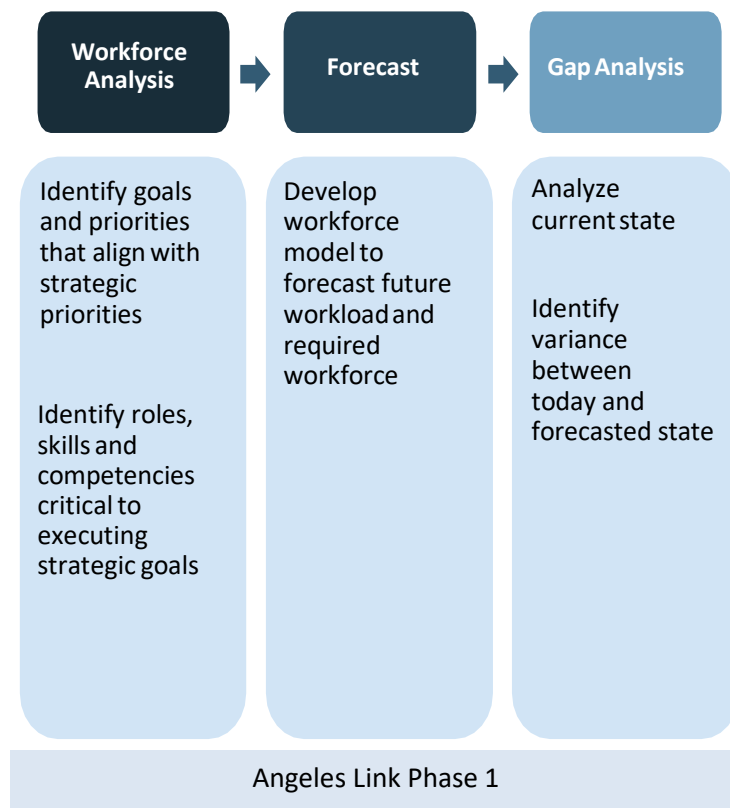 Workforce
Analysis
Forecast
Gap Analysis
Identify goals
and priorities
that align with
strategic
priorities
Identify roles,
skills and
competencies
critical to
executing
strategic goals
Develop
workforce
model to
forecast future
workload and
required
workforce
Analyze
current state
Identify
variance
between
today and
forecasted state
Angeles Link Phase 1